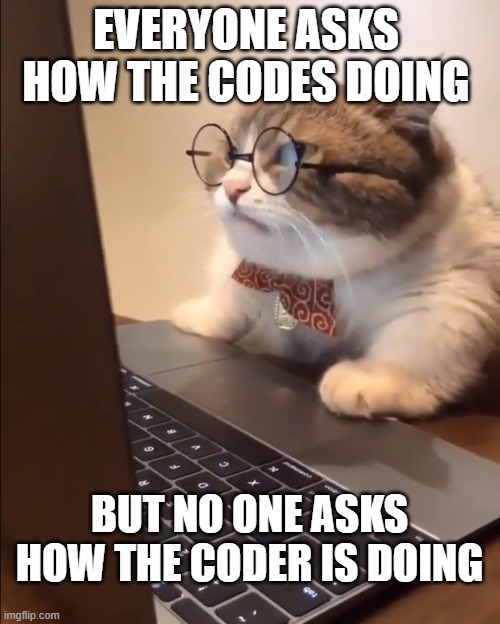 EVERYONE ASKS
HOW THE CODES DOING
BUT NO ONE ASKS
HOW THE CODER IS DOING
imgflip.com